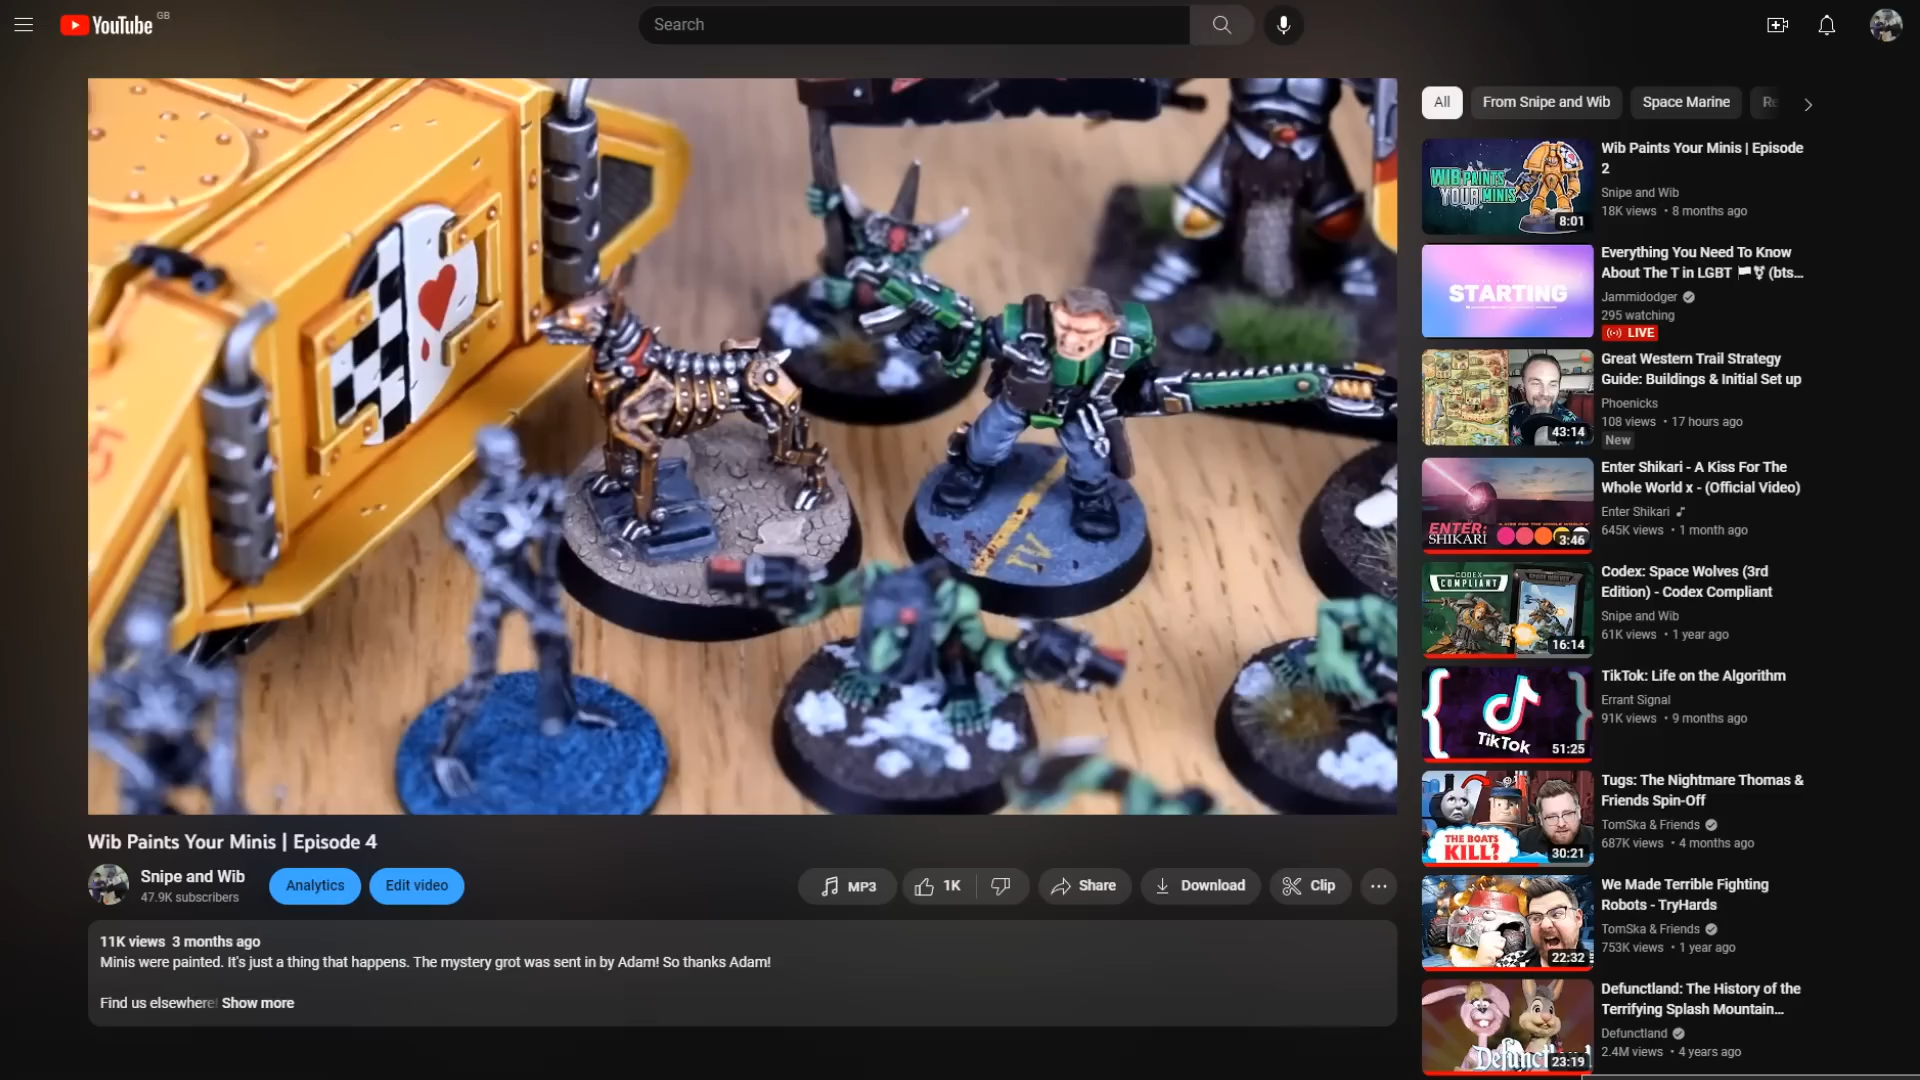 YouTube GB
Search
Wib Paints Your Minis | Episode 4
Snipe and Wib
47.9K subscribers
Analytics
Edit video
MP3
1K
Share
Download
Clip
11K views 3 months ago
Minis were painted. It's just a thing that happens. The mystery grot was sent in by Adam! So thanks Adam!
Find us elsewhere: Show more
All
From Snipe and Wib
Space Marine
Re
WIB PAINTS
YOUR MINIS
8:01
Wib Paints Your Minis | Episode
2
Snipe and Wib
18K views • 8 months ago
STARTING
Everything You Need To Know
About The T in LGBT 🏳️‍⚧️ (bts...
Jammidodger
295 watching
LIVE
43:14
Great Western Trail Strategy
Guide: Buildings & Initial Set up
Phoenicks
108 views • 17 hours ago
New
ENTER:
SHIKARI
3:46
Enter Shikari - A Kiss For The
Whole World x - (Official Video)
Enter Shikari
645K views • 1 month ago
CODEX
COMPLIANT
SPACE WOLVES
16:14
Codex: Space Wolves (3rd
Edition) - Codex Compliant
Snipe and Wib
61K views • 1 year ago
TikTok
51:25
TikTok: Life on the Algorithm
Errant Signal
91K views • 9 months ago
THE BOATS
KILL?
30:21
Tugs: The Nightmare Thomas &
Friends Spin-Off
TomSka & Friends
687K views • 4 months ago
22:32
We Made Terrible Fighting
Robots - TryHards
TomSka & Friends
753K views • 1 year ago
Defunctland
23:19
Defunctland: The History of the
Terrifying Splash Mountain...
Defunctland
2.4M views • 4 years ago